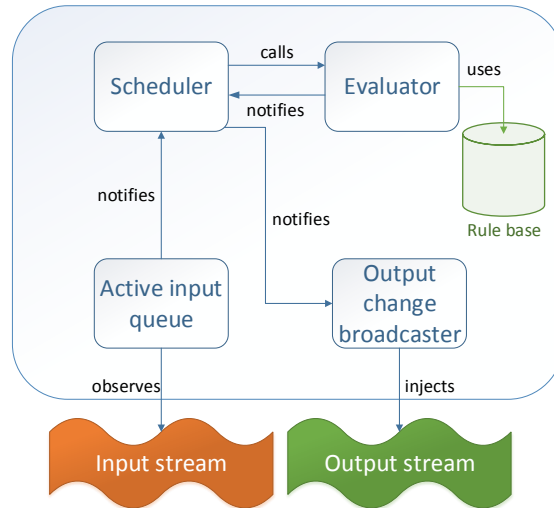 calls
Scheduler
Evaluator
uses
notifies
notifies
notifies
Rule base
Active input
queue
Output
change
broadcaster
observes
injects
Input stream
Output stream